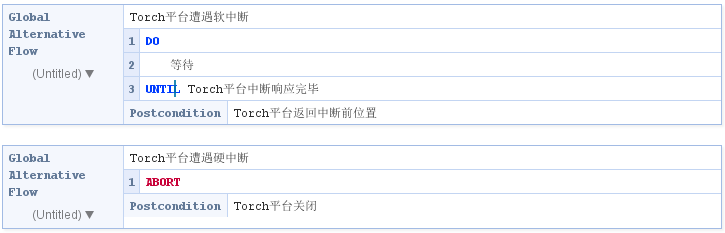 Global Alternative Flow
(Untitled) ▼
Torch平台遭遇软中断
1 DO
2 等待
3 UNTIL Torch平台中断响应完毕
Postcondition Torch平台返回中断前位置
Global Alternative Flow
(Untitled) ▼
Torch平台遭遇硬中断
1 ABORT
Postcondition Torch平台关闭